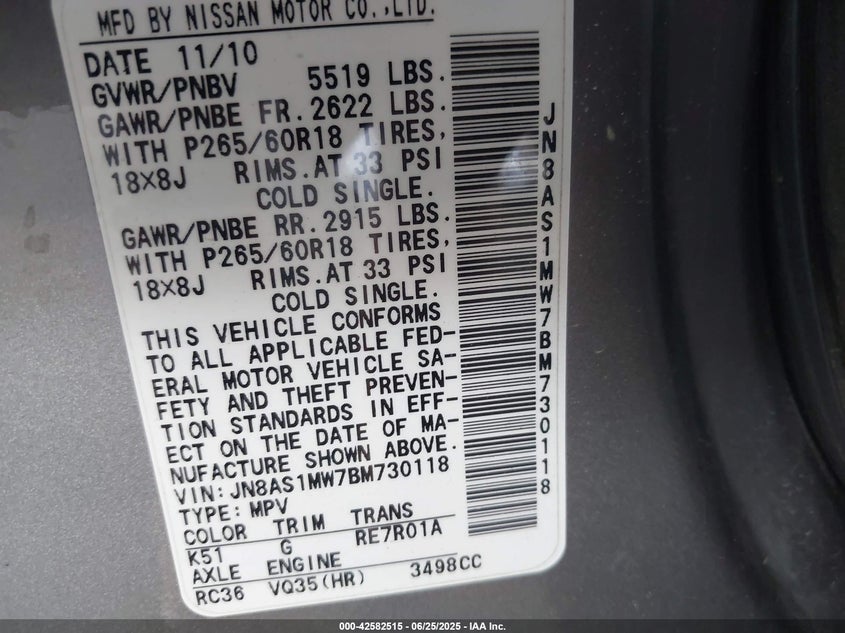 MFD BY NISSAN MOTOR CO.,LTD.
DATE 11/10
GVWR/PNBV 5519 LBS.
GAWR/PNBE FR.2622 LBS.
WITH P265/60R18 TIRES,
18X8J RIMS.AT 33 PSI
COLD SINGLE.
GAWR/PNBE RR.2915 LBS.
WITH P265/60R18 TIRES,
18X8J RIMS.AT 33 PSI
COLD SINGLE.
THIS VEHICLE CONFORMS
TO ALL APPLICABLE FED-
ERAL MOTOR VEHICLE SA-
FETY AND THEFT PREVEN-
TION STANDARDS IN EFF-
ECT ON THE DATE OF MA-
NUFACTURE SHOWN ABOVE.
VIN:JN8AS1MW7BM730118
TYPE:MPV
COLOR TRIM TRANS
K51 G RE7R01A
AXLE ENGINE
RC36 VQ35(HR) 3498CC
JN8AS1MW7BM730118
000-42582515 - 06/25/2025 - IAA Inc.